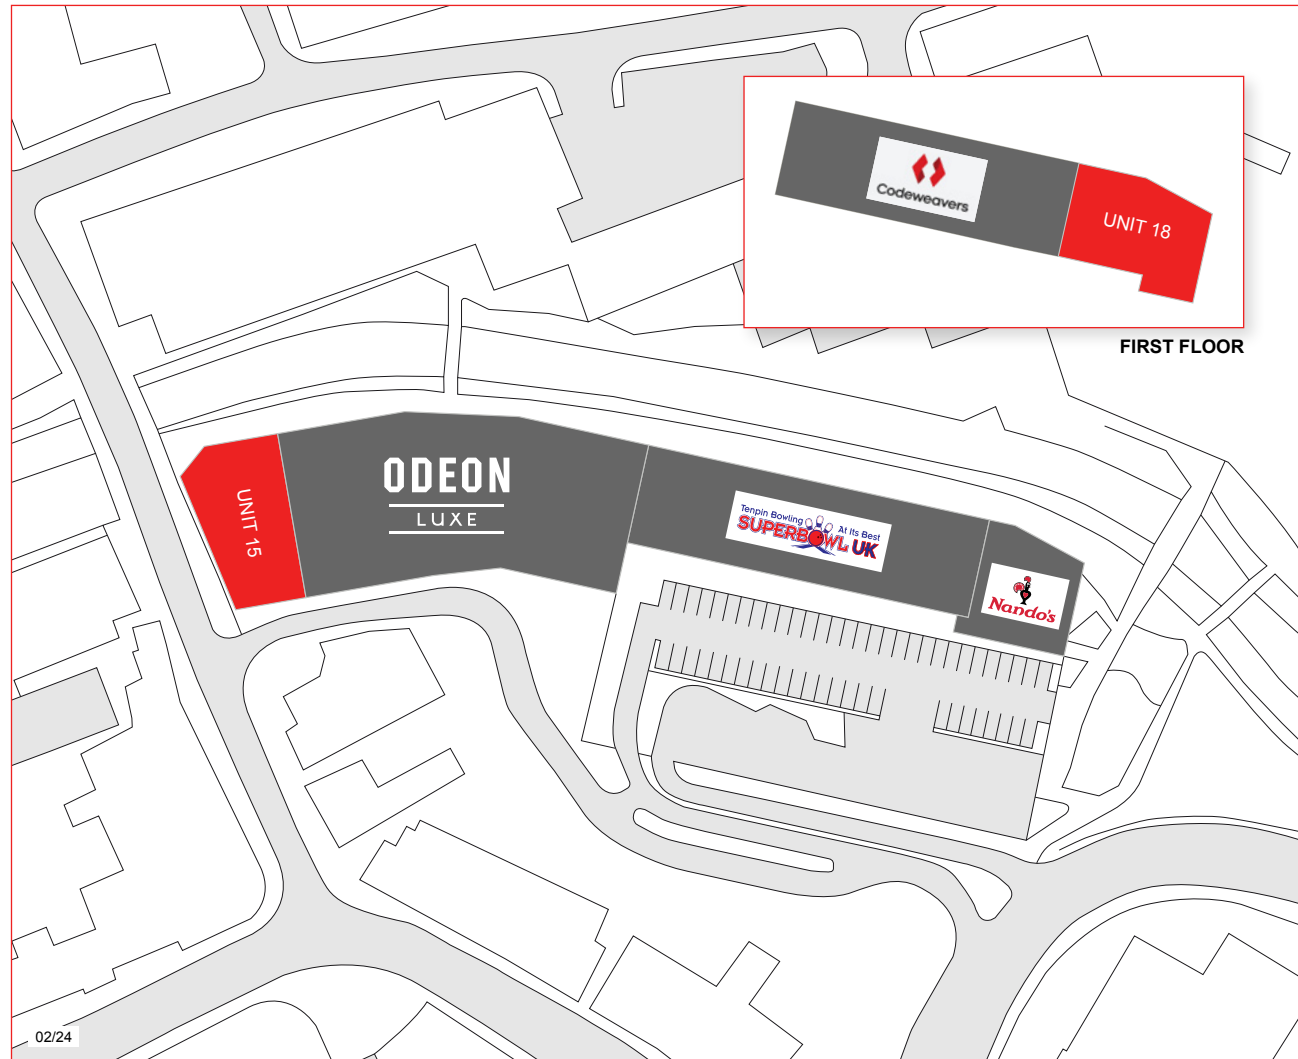 Codeweavers
UNIT 18
FIRST FLOOR
UNIT 15
ODEON
LUXE
Tenpin Bowling At Its Best
SUPERBOWL UK
Nando's
02/24